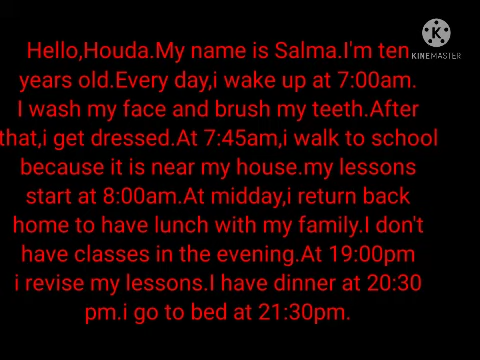 Hello,Houda.My name is Salma.I'm ten
years old.Every day,i wake up at 7:00am.
I wash my face and brush my teeth.After
that,i get dressed.At 7:45am,i walk to school
because it is near my house.my lessons
start at 8:00am.At midday,i return back
home to have lunch with my family.I don't
have classes in the evening.At 19:00pm
i revise my lessons.I have dinner at 20:30
pm.i go to bed at 21:30pm.
KINEMASTER